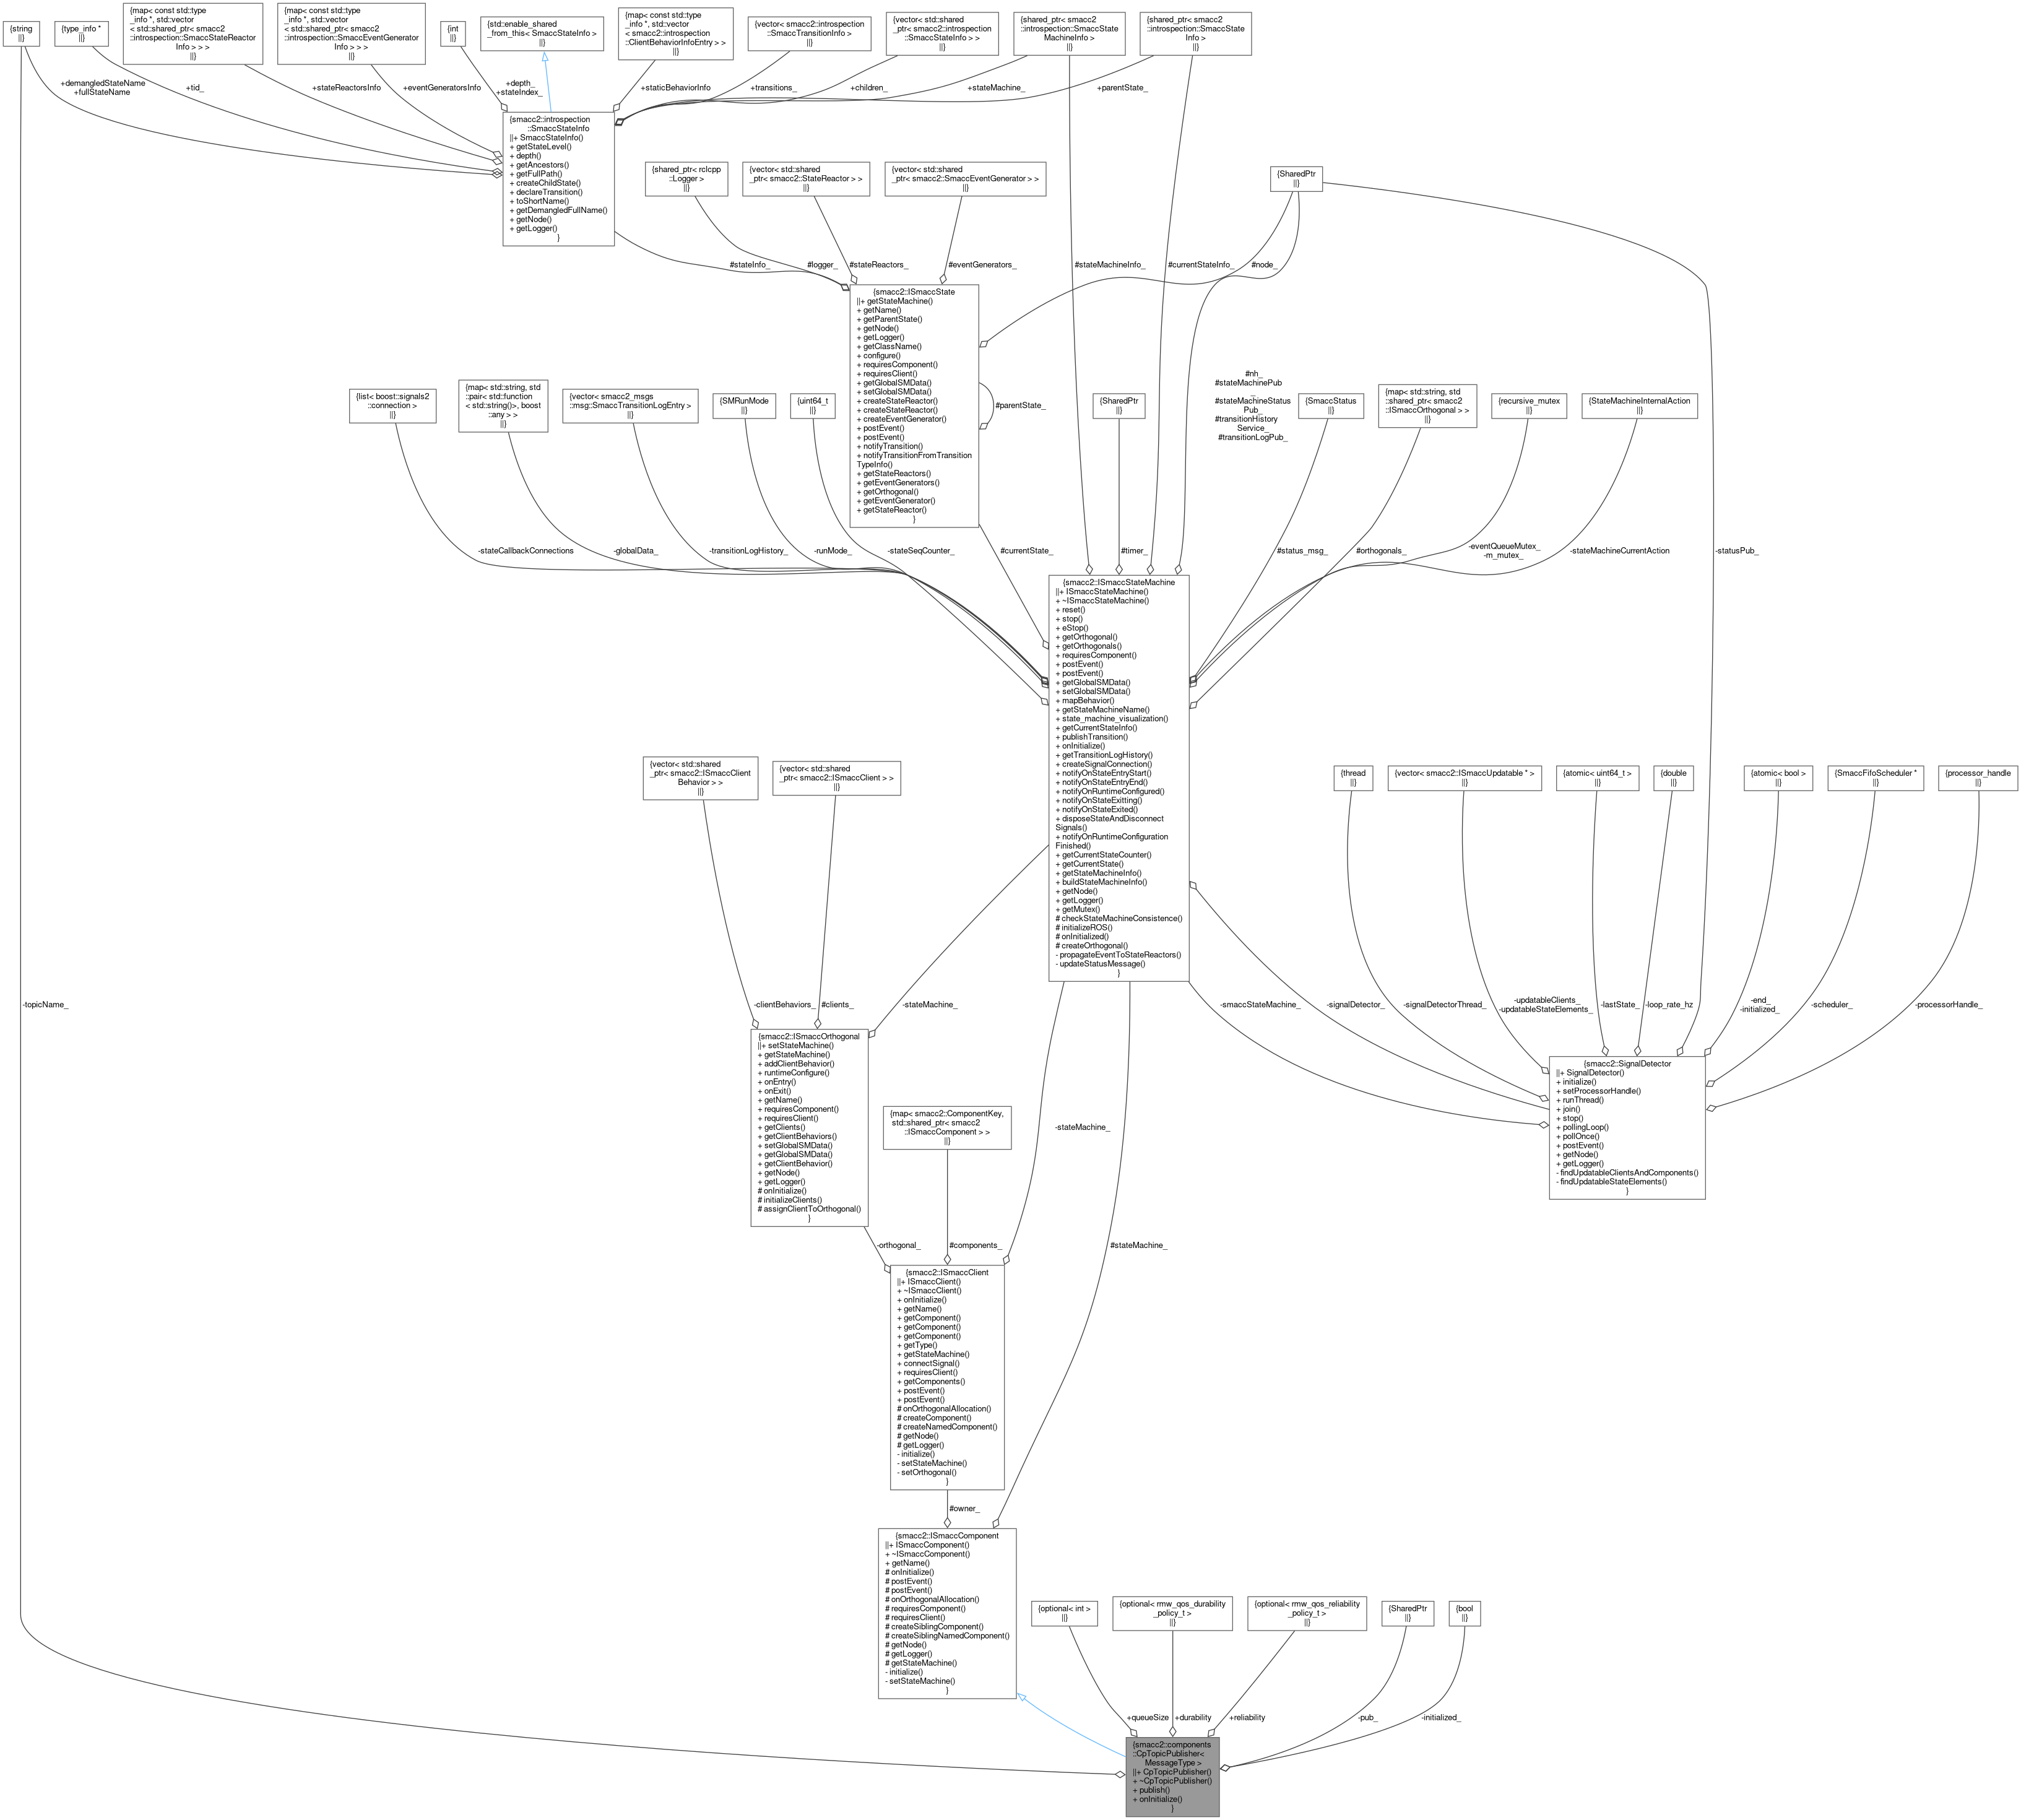 {string
||}
{type_info *
||}
{map< const std::type
_info *, std::vector
< std::shared_ptr< smacc2
::introspection::SmaccStateReactor
Info > > >
||}
{map< const std::type
_info *, std::vector
< std::shared_ptr< smacc2
::introspection::SmaccEventGenerator
Info > > >
||}
{int
||}
{std::enable_shared
_from_this< SmaccStateInfo >
||}
{map< const std::type
_info *, std::vector
< smacc2::introspection
::ClientBehaviorInfoEntry > >
||}
{vector< smacc2::introspection
::SmaccTransitionInfo >
||}
{vector< std::shared
_ptr< smacc2::introspection
::SmaccStateInfo > >
||}
{shared_ptr< smacc2
::introspection::SmaccState
MachineInfo >
||}
{shared_ptr< smacc2
::introspection::SmaccState
Info >
||}
+demangledStateName
+fullStateName
+tid_
+stateReactorsInfo
+eventGeneratorsInfo
+depth_
+stateIndex_
+staticBehaviorInfo
+transitions_
+children_
+stateMachine_
+parentState_
{smacc2::introspection
::SmaccStateInfo
||+ SmaccStateInfo()
+ getStateLevel()
+ depth()
+ getAncestors()
+ getFullPath()
+ createChildState()
+ declareTransition()
+ toShortName()
+ getDemangledFullName()
+ getNode()
+ getLogger()
}
{shared_ptr< rclcpp
::Logger >
||}
{vector< std::shared
_ptr< smacc2::StateReactor > >
||}
{vector< std::shared
_ptr< smacc2::SmaccEventGenerator > >
||}
{SharedPtr
||}
#stateInfo_
#logger_
#stateReactors_
#eventGenerators_
#stateMachineInfo_
#currentStateInfo_
#node_
{smacc2::ISmaccState
||+ getStateMachine()
+ getName()
+ getParentState()
+ getNode()
+ getLogger()
+ getClassName()
+ configure()
+ requiresComponent()
+ requiresClient()
+ getGlobalSMData()
+ setGlobalSMData()
+ createStateReactor()
+ createStateReactor()
+ createEventGenerator()
+ postEvent()
+ postEvent()
+ notifyTransition()
+ notifyTransitionFromTransition
TypeInfo()
+ getStateReactors()
+ getEventGenerators()
+ getOrthogonal()
+ getEventGenerator()
+ getStateReactor()
}
#parentState_
{list< boost::signals2
::connection >
||}
{map< std::string, std
::pair< std::function
< std::string()>, boost
::any > >
||}
{vector< smacc2_msgs
::msg::SmaccTransitionLogEntry >
||}
{SMRunMode
||}
{uint64_t
||}
{SharedPtr
||}
#nh_
#stateMachinePub
_
#stateMachineStatus
Pub_
#transitionHistory
Service_
#transitionLogPub_
{SmaccStatus
||}
{map< std::string, std
::shared_ptr< smacc2
::ISmaccOrthogonal > >
||}
{recursive_mutex
||}
{StateMachineInternalAction
||}
-stateCallbackConnections
-globalData_
-transitionLogHistory_
-runMode_
-stateSeqCounter_
#currentState_
#timer_
#status_msg_
#orthogonals_
-eventQueueMutex_
-m_mutex_
-stateMachineCurrentAction
-statusPub_
{smacc2::ISmaccStateMachine
||+ ISmaccStateMachine()
+ ~ISmaccStateMachine()
+ reset()
+ stop()
+ eStop()
+ getOrthogonal()
+ getOrthogonals()
+ requiresComponent()
+ postEvent()
+ postEvent()
+ getGlobalSMData()
+ setGlobalSMData()
+ mapBehavior()
+ getStateMachineName()
+ state_machine_visualization()
+ getCurrentStateInfo()
+ publishTransition()
+ onInitialize()
+ getTransitionLogHistory()
+ createSignalConnection()
+ notifyOnStateEntryStart()
+ notifyOnStateEntryEnd()
+ notifyOnRuntimeConfigured()
+ notifyOnStateExitting()
+ notifyOnStateExited()
+ disposeStateAndDisconnect
Signals()
+ notifyOnRuntimeConfiguration
Finished()
+ getCurrentStateCounter()
+ getCurrentState()
+ getStateMachineInfo()
+ buildStateMachineInfo()
+ getNode()
+ getLogger()
+ getMutex()
# checkStateMachineConsistence()
# initializeROS()
# onInitialized()
# createOrthogonal()
- propagateEventToStateReactors()
- updateStatusMessage()
}
{vector< std::shared
_ptr< smacc2::ISmaccClient
Behavior > >
||}
{vector< std::shared
_ptr< smacc2::ISmaccClient > >
||}
{thread
||}
{vector< smacc2::ISmaccUpdatable * >
||}
{atomic< uint64_t >
||}
{double
||}
{atomic< bool >
||}
{SmaccFifoScheduler *
||}
{processor_handle
||}
-topicName_
-clientBehaviors_
#clients_
-stateMachine_
-smaccStateMachine_
-signalDetector_
-signalDetectorThread_
-updatableClients_
-updatableStateElements_
-lastState_
-loop_rate_hz
-end_
-initialized_
-scheduler_
-processorHandle_
{smacc2::ISmaccOrthogonal
||+ setStateMachine()
+ getStateMachine()
+ addClientBehavior()
+ runtimeConfigure()
+ onEntry()
+ onExit()
+ getName()
+ requiresComponent()
+ requiresClient()
+ getClients()
+ getClientBehaviors()
+ setGlobalSMData()
+ getGlobalSMData()
+ getClientBehavior()
+ getNode()
+ getLogger()
# onInitialize()
# initializeClients()
# assignClientToOrthogonal()
}
{smacc2::SignalDetector
||+ SignalDetector()
+ initialize()
+ setProcessorHandle()
+ runThread()
+ join()
+ stop()
+ pollingLoop()
+ pollOnce()
+ postEvent()
+ getNode()
+ getLogger()
- findUpdatableClientsAndComponents()
- findUpdatableStateElements()
}
{map< smacc2::ComponentKey,
std::shared_ptr< smacc2
::ISmaccComponent > >
||}
-stateMachine_
-orthogonal_
#components_
#stateMachine_
{smacc2::ISmaccClient
||+ ISmaccClient()
+ ~ISmaccClient()
+ onInitialize()
+ getName()
+ getComponent()
+ getComponent()
+ getComponent()
+ getType()
+ getStateMachine()
+ connectSignal()
+ requiresClient()
+ getComponents()
+ postEvent()
+ postEvent()
# onOrthogonalAllocation()
# createComponent()
# createNamedComponent()
# getNode()
# getLogger()
- initialize()
- setStateMachine()
- setOrthogonal()
}
#owner_
{smacc2::ISmaccComponent
||+ ISmaccComponent()
+ ~ISmaccComponent()
+ getName()
# onInitialize()
# postEvent()
# postEvent()
# onOrthogonalAllocation()
# requiresComponent()
# requiresClient()
# createSiblingComponent()
# createSiblingNamedComponent()
# getNode()
# getLogger()
# getStateMachine()
- initialize()
- setStateMachine()
}
{optional< int >
||}
{optional< rmw_qos_durability
_policy_t >
||}
{optional< rmw_qos_reliability
_policy_t >
||}
{SharedPtr
||}
{bool
||}
+queueSize
+durability
+reliability
-pub_
-initialized_
{smacc2::components
::CpTopicPublisher<
MessageType >
||+ CpTopicPublisher()
+ ~CpTopicPublisher()
+ publish()
+ onInitialize()
}